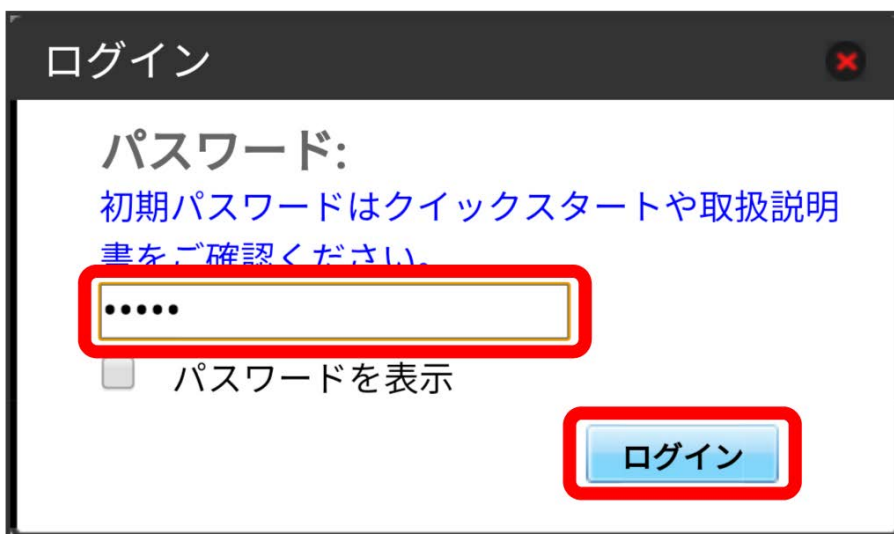 ログイン
パスワード:
初期パスワードはクイックスタートや取扱説明
書をご確認ください。
•••••
パスワードを表示
ログイン